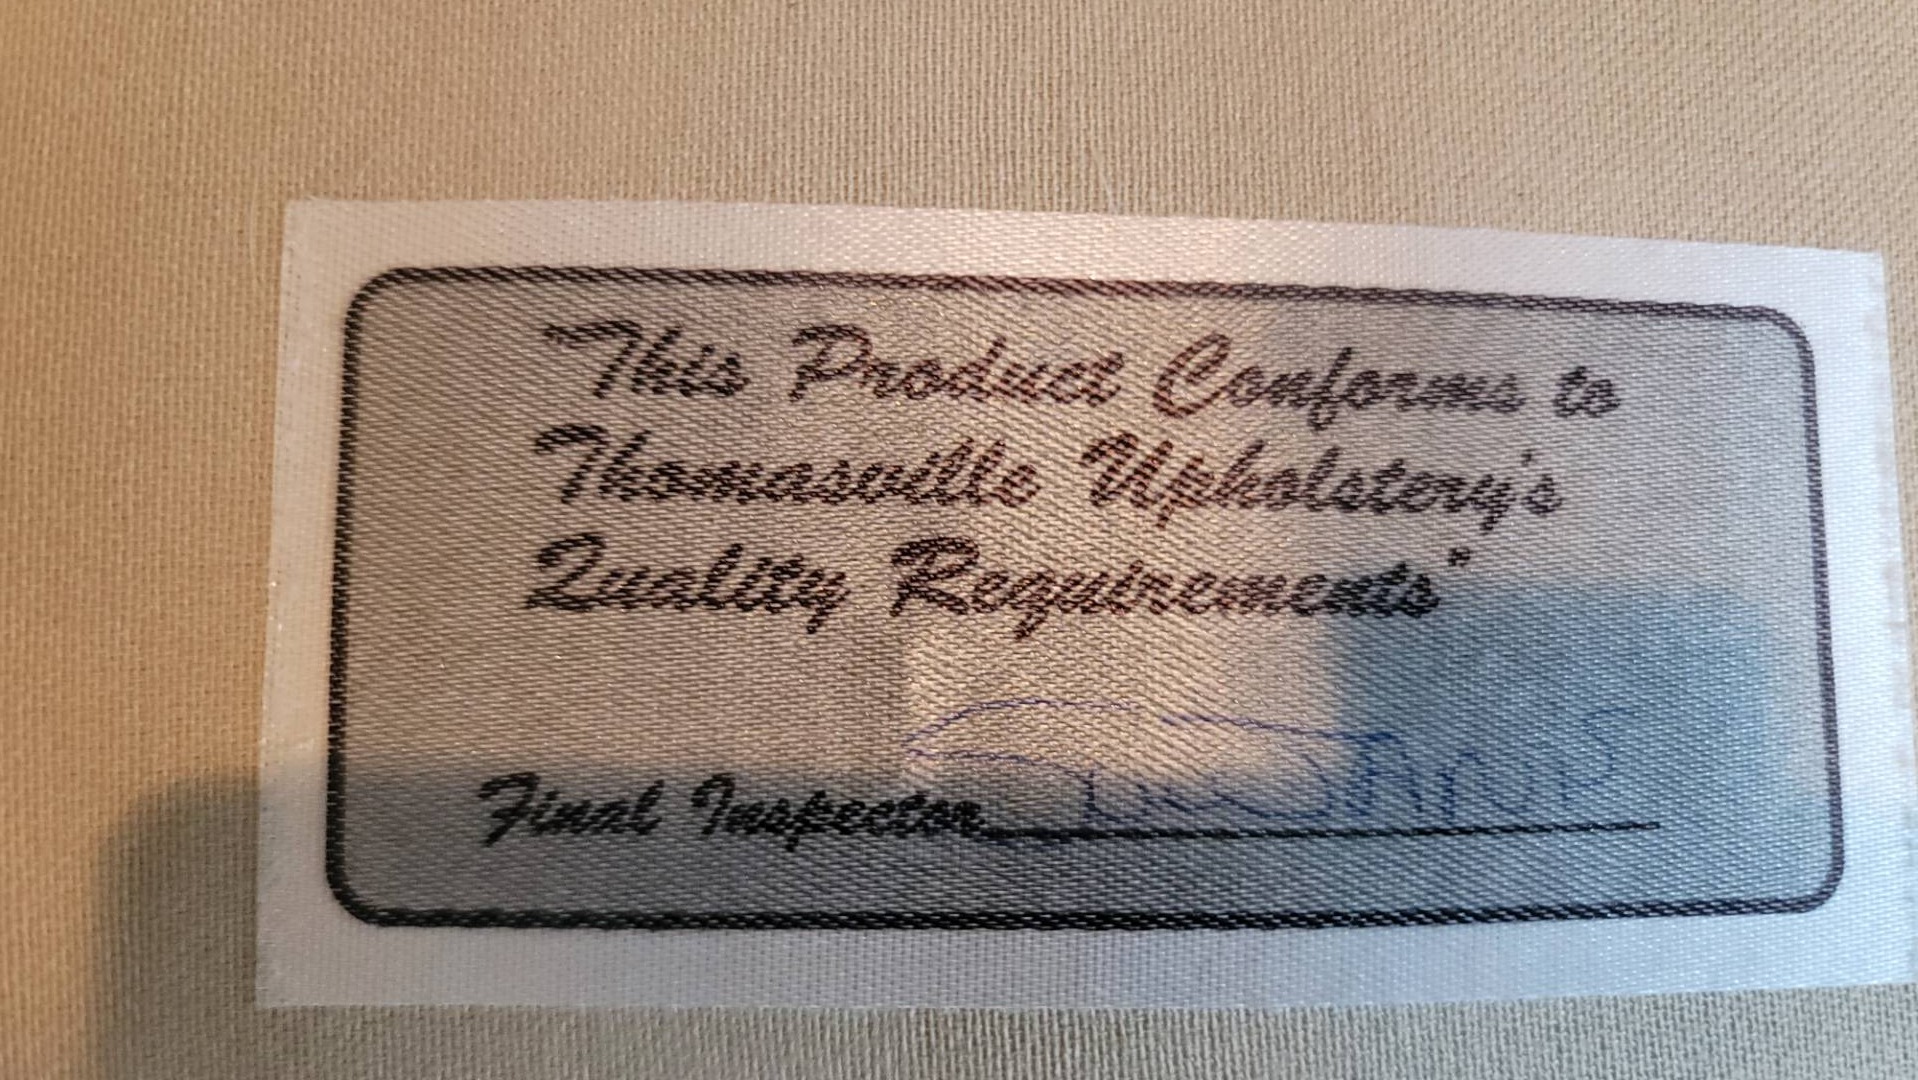 "This Product Conforms to
Thomasville Upholstery's
Quality Requirements"
Final Inspector